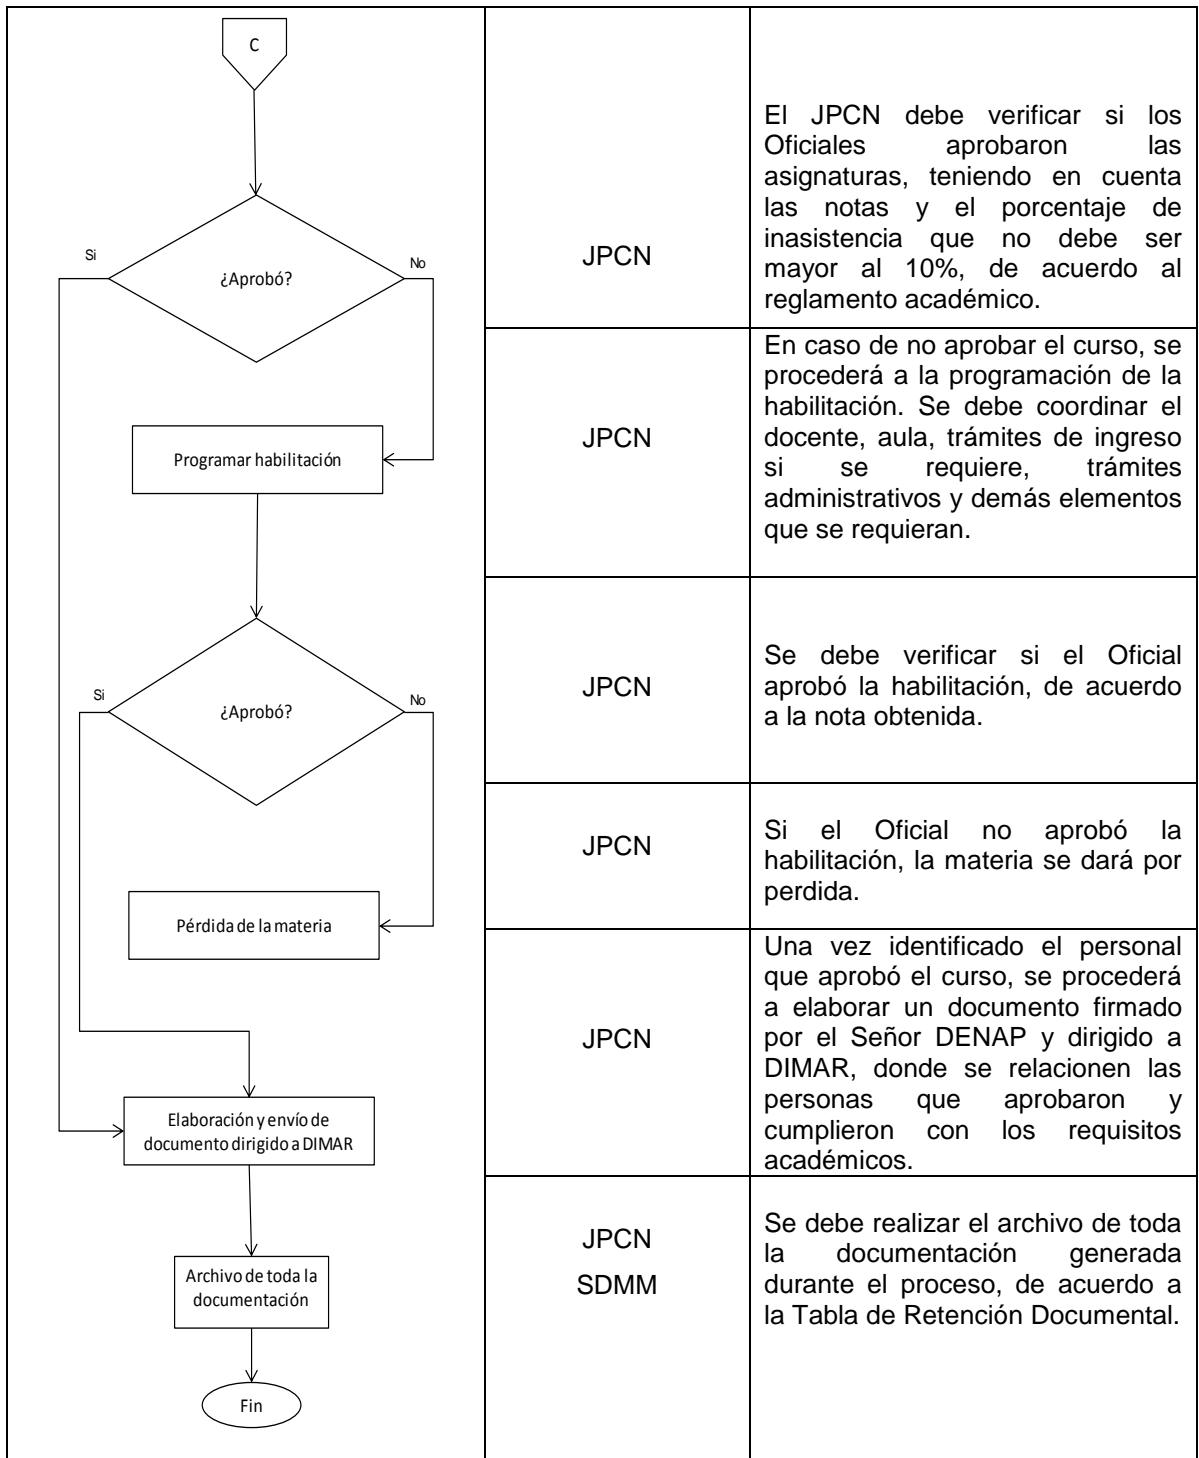 C
¿Aprobó?
Si
No
Programar habilitación
¿Aprobó?
Si
No
Pérdida de la materia
Elaboración y envío de
documento dirigido a DIMAR
Archivo de toda la
documentación
Fin
JPCN
El JPCN debe verificar si los
Oficiales aprobaron las
asignaturas, teniendo en cuenta
las notas y el porcentaje de
inasistencia que no debe ser
mayor al 10%, de acuerdo al
reglamento académico.
JPCN
En caso de no aprobar el curso, se
procederá a la programación de la
habilitación. Se debe coordinar el
docente, aula, trámites de ingreso
si se requiere, trámites
administrativos y demás elementos
que se requieran.
JPCN
Se debe verificar si el Oficial
aprobó la habilitación, de acuerdo
a la nota obtenida.
JPCN
Si el Oficial no aprobó la
habilitación, la materia se dará por
perdida.
JPCN
Una vez identificado el personal
que aprobó el curso, se procederá
a elaborar un documento firmado
por el Señor DENAP y dirigido a
DIMAR, donde se relacionen las
personas que aprobaron y
cumplieron con los requisitos
académicos.
JPCN
SDMM
Se debe realizar el archivo de toda
la documentación generada
durante el proceso, de acuerdo a
la Tabla de Retención Documental.